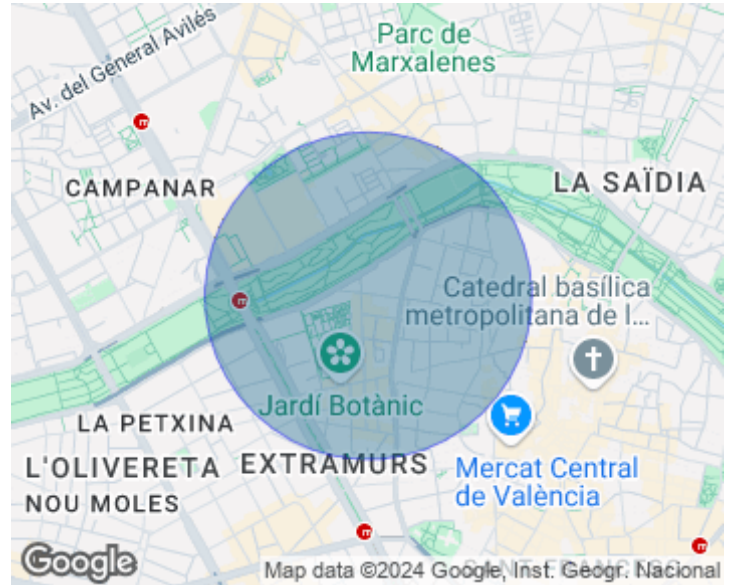 Parc de
Marxalenes
Av. del General Avilés
CAMPANAR
LA SAÏDIA
Catedral basílica
metropolitana de l...
Jardí Botànic
LA PETXINA
L'OLIVERETA
EXTRAMURS
NOU MOLES
Mercat Central
de València
Google
Map data ©2024 Google, Inst. Geogr. Nacional